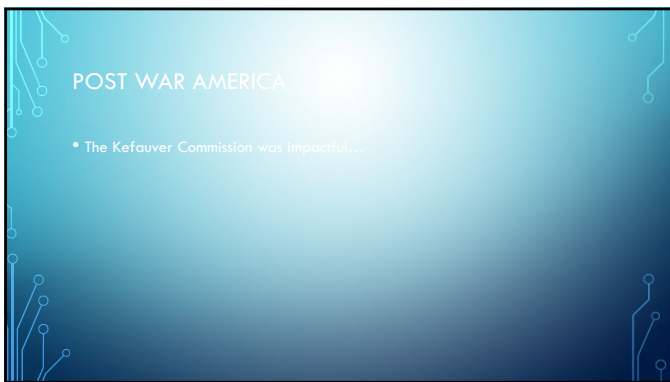 POST WAR AMERICA
• The Kefauver Commission was impactful...